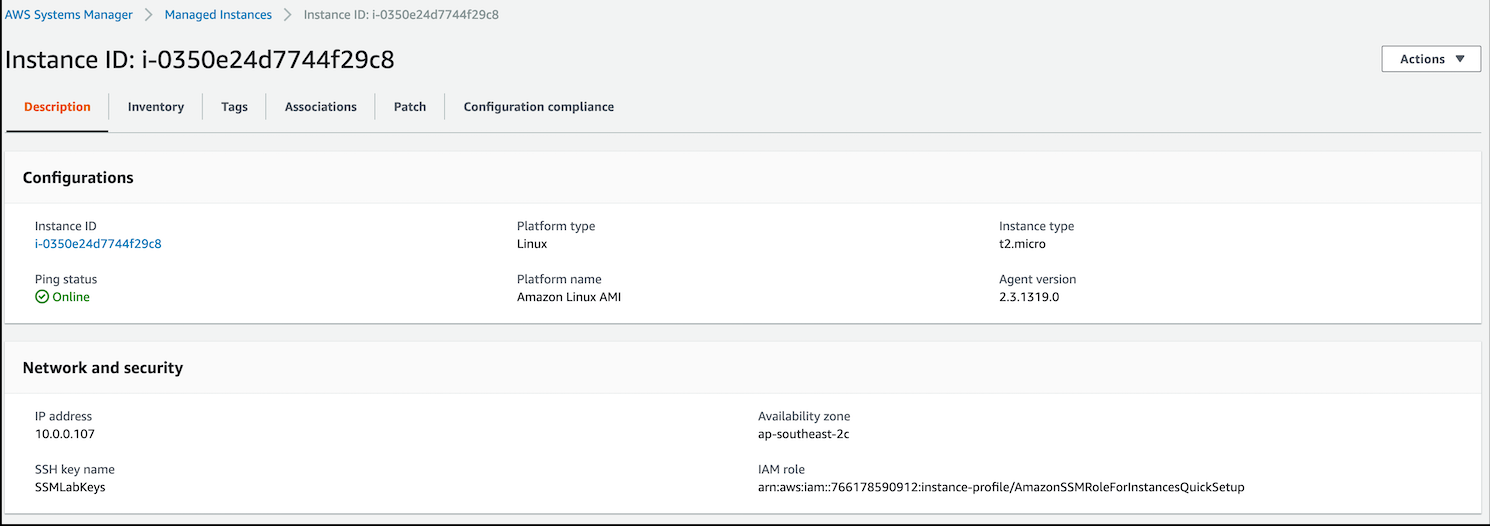 AWS Systems Manager > Managed Instances > Instance ID: i-0350e24d7744f29c8
Instance ID: i-0350e24d7744f29c8
Actions ▼
Description Inventory Tags Associations Patch Configuration compliance
Configurations
Instance ID Platform type Instance type
i-0350e24d7744f29c8 Linux t2.micro
Ping status Platform name Agent version
Online Amazon Linux AMI 2.3.1319.0
Network and security
IP address Availability zone
10.0.0.107 ap-southeast-2c
SSH key name IAM role
SSMLabKeys arn:aws:iam::766178590912:instance-profile/AmazonSSMRoleForInstancesQuickSetup